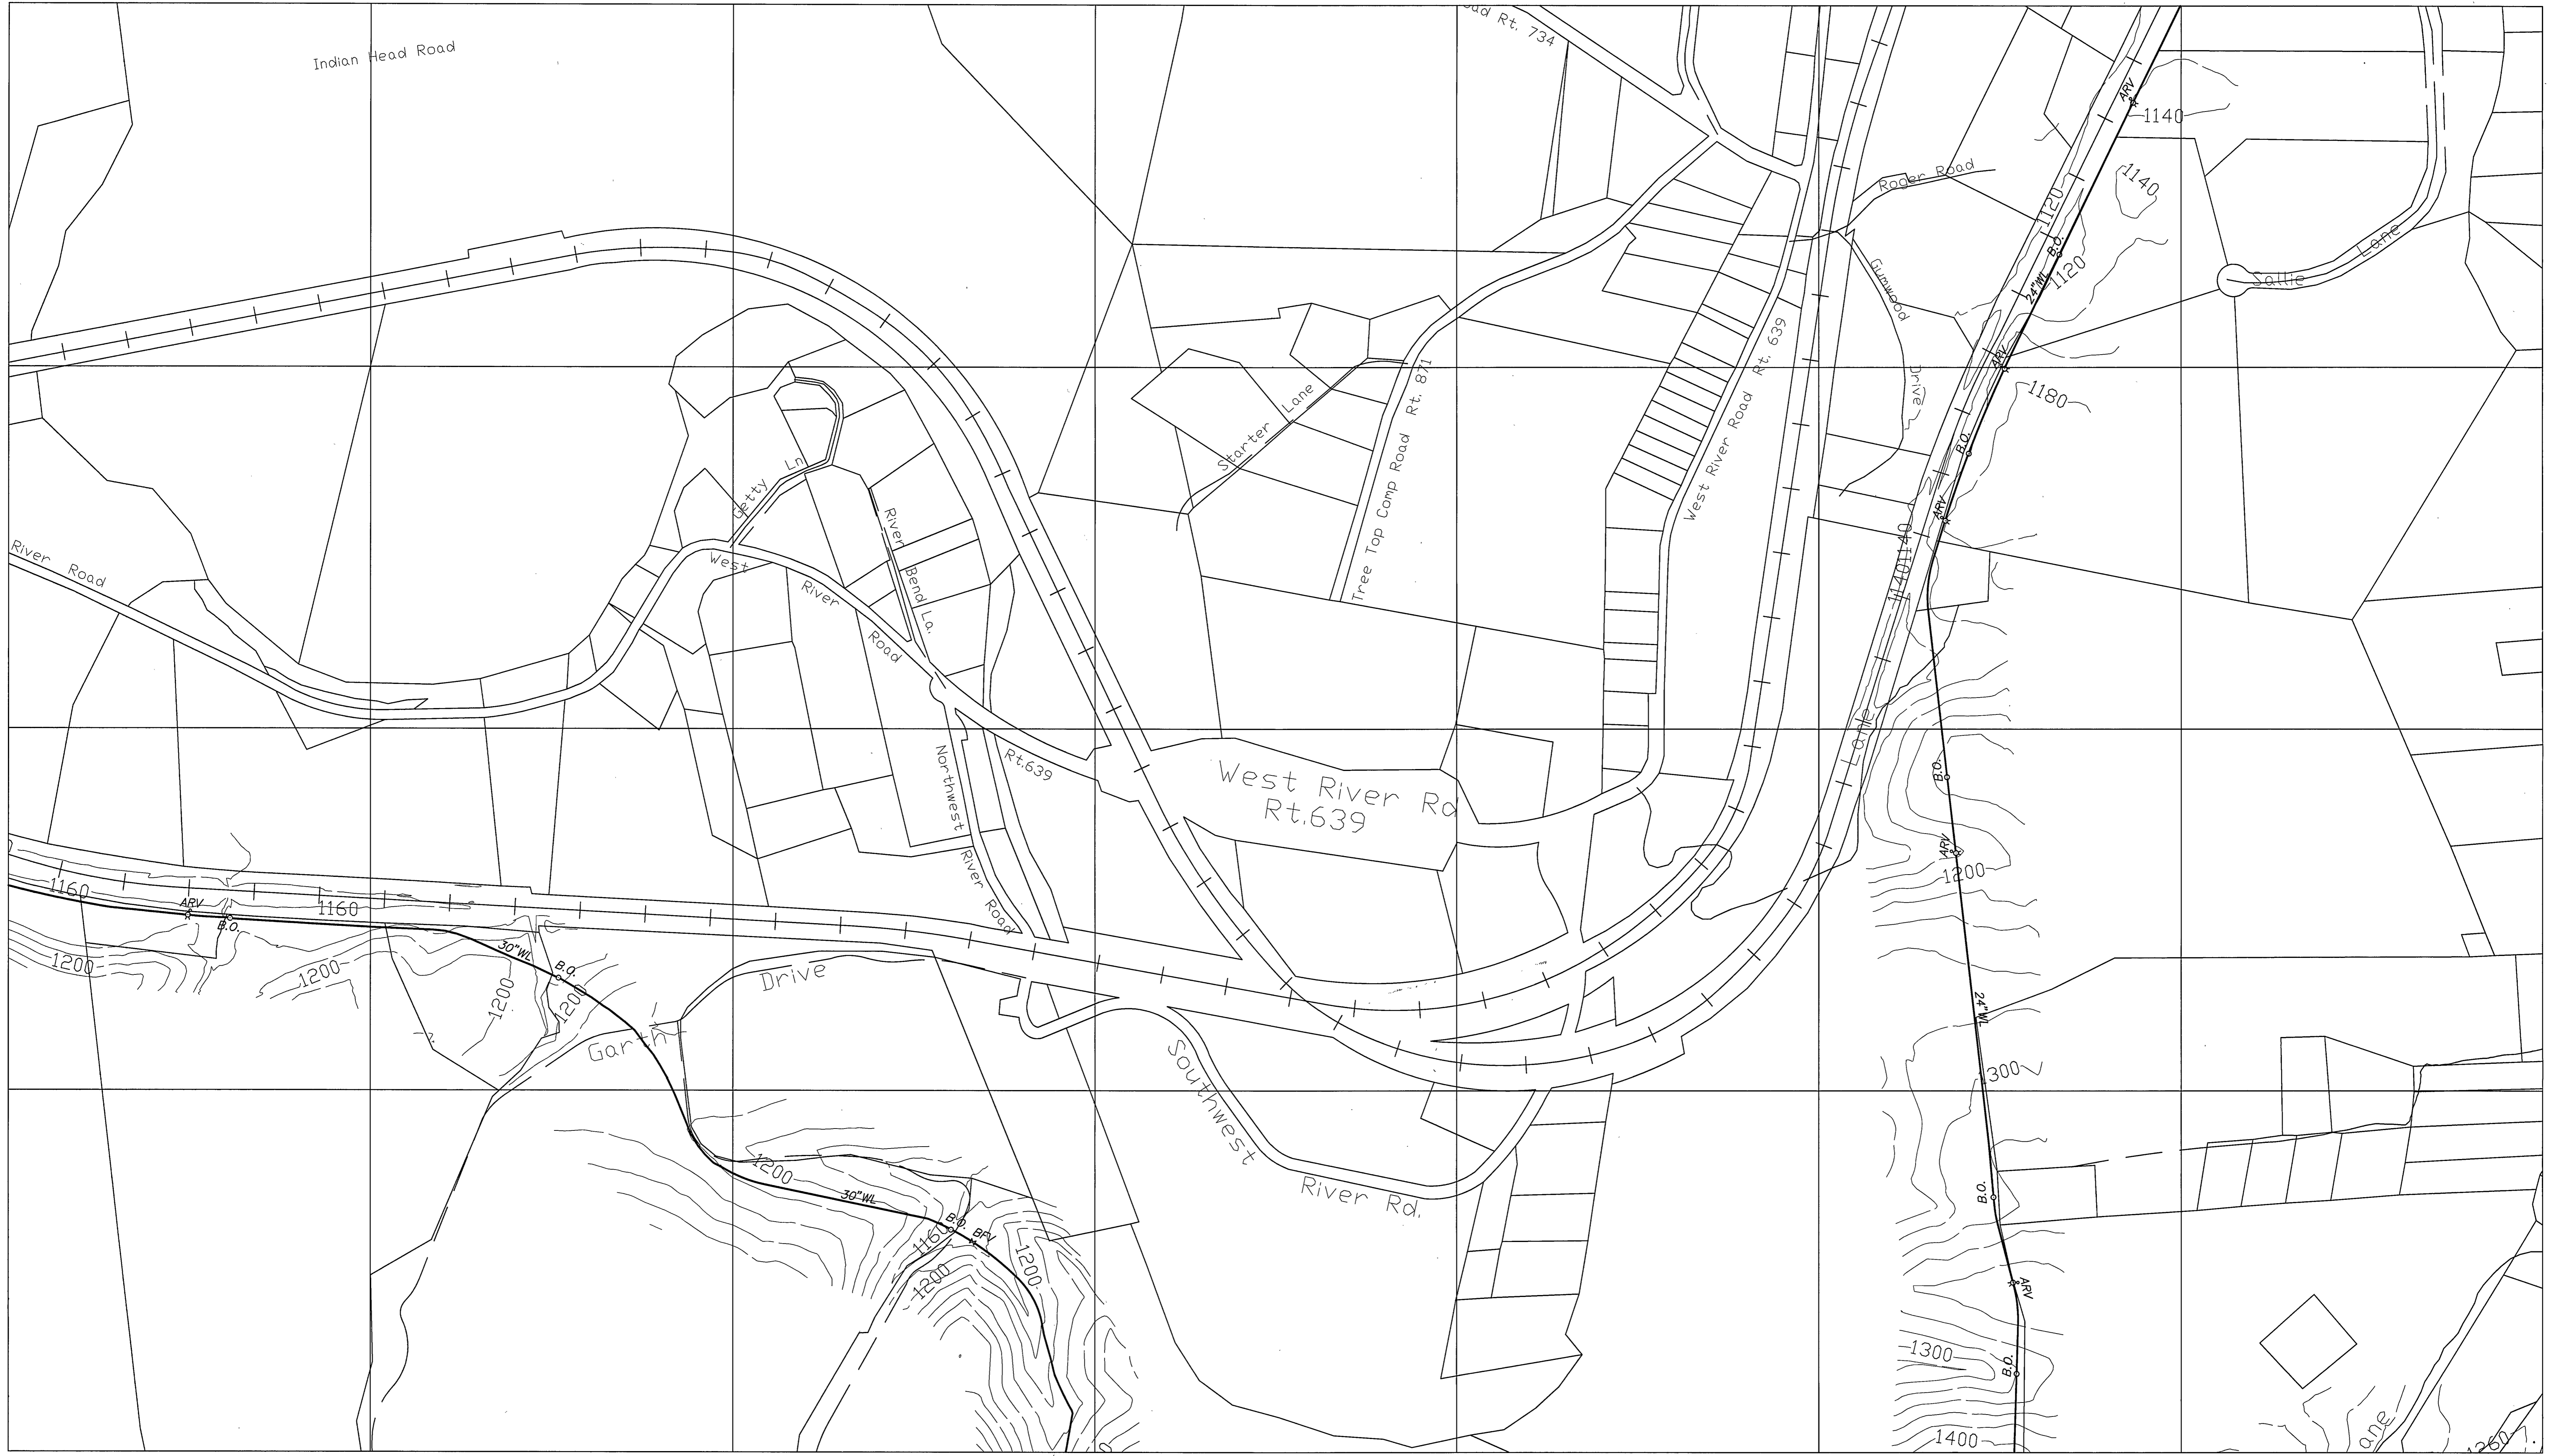 Indian Head Road
Rt. 734
ARV
1140
Roger Road
1140
1120
B.O.
24"WL
1120
Sallie
Lane
Gumwood
Drive
ARV
1180
B.O.
ARV
11401140
West River Road Rt. 639
Tree Top Comp Road Rt. 871
Starter Lane
Getty Ln
River
Bend La.
West
River
Road
River Road
Rt.639
Northwest
River Road
West River Rd
Rt.639
Lane
B.O.
ARV
1200
1160
ARV
B.O.
1160
1200
1200
30"WL
B.O.
1200
1200
Garth
Drive
Southwest
River Rd.
24"WL
1300
1200
30"WL
B.O.
BFV
1160
1200
1200
B.O.
ARV
1300
B.O.
1400
ane
1260